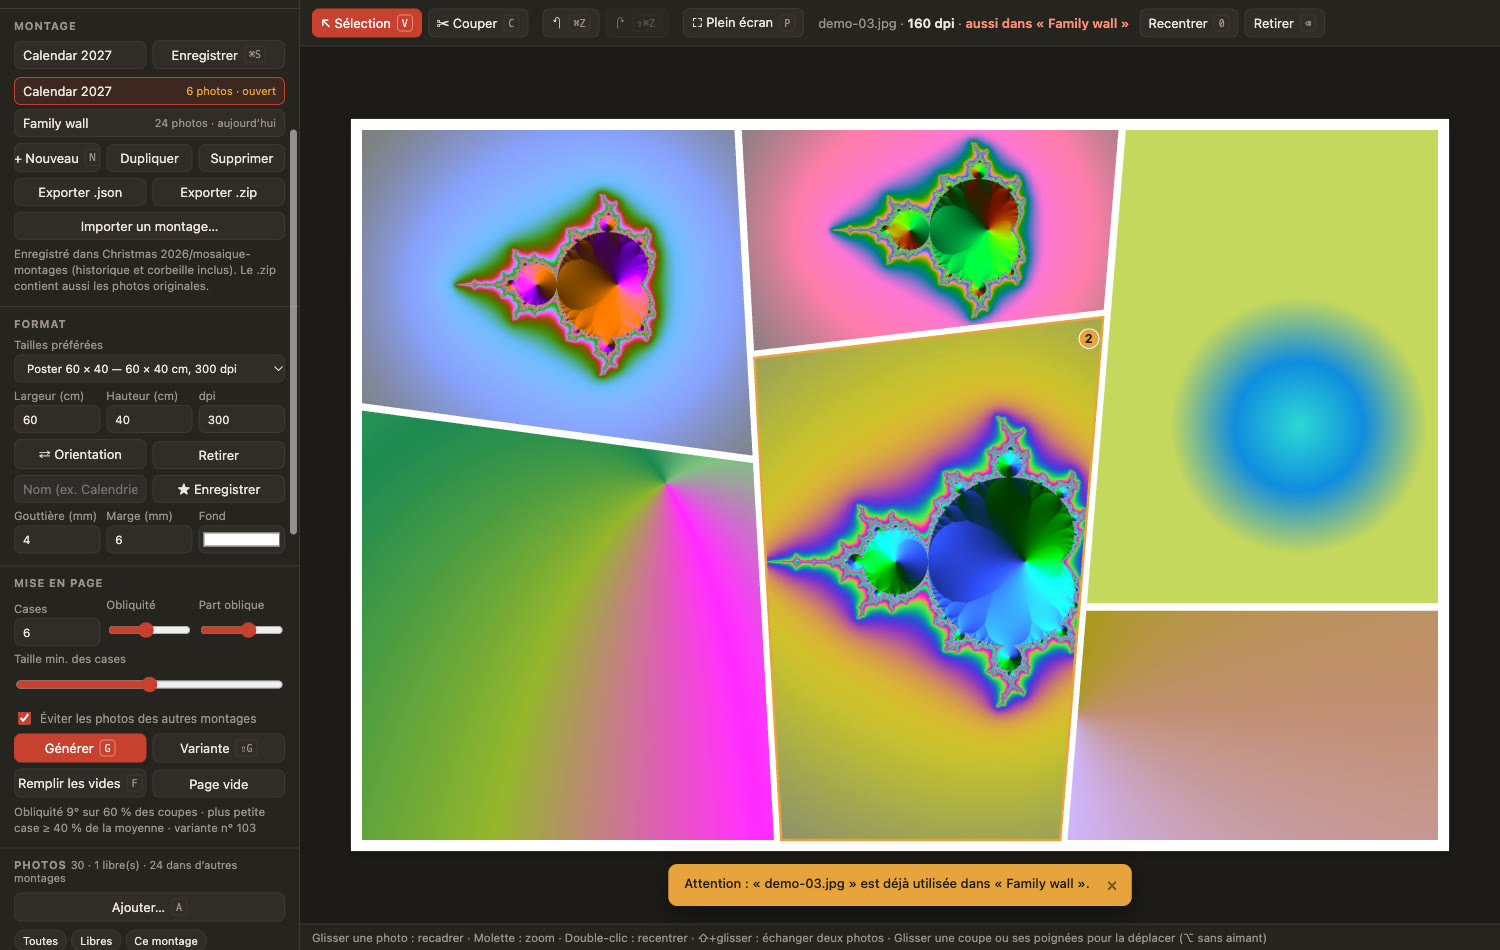 MONTAGE
Calendar 2027
Enregistrer ⌘S
Calendar 2027 6 photos · ouvert
Family wall 24 photos · aujourd'hui
+ Nouveau N
Dupliquer
Supprimer
Exporter .json
Exporter .zip
Importer un montage…
Enregistré dans Christmas 2026/mosaique-
montages (historique et corbeille inclus). Le .zip
contient aussi les photos originales.
FORMAT
Tailles préférées
Poster 60 × 40 — 60 × 40 cm, 300 dpi
Largeur (cm) Hauteur (cm) dpi
60 40 300
⇄ Orientation
Retirer
Nom (ex. Calendrie
★ Enregistrer
Gouttière (mm) Marge (mm) Fond
4 6
MISE EN PAGE
Cases Obliquité Part oblique
6
Taille min. des cases
Éviter les photos des autres montages
Générer G
Variante ⇧G
Remplir les vides F
Page vide
Obliquité 9° sur 60 % des coupes · plus petite
case ≥ 40 % de la moyenne · variante n° 103
PHOTOS 30 · 1 libre(s) · 24 dans d'autres
montages
Ajouter… A
Toutes Libres Ce montage
Sélection V
Couper C
⌘Z
⇧⌘Z
Plein écran P
demo-03.jpg · 160 dpi · aussi dans « Family wall »
Recentrer 0
Retirer ⌫
2
Attention : « demo-03.jpg » est déjà utilisée dans « Family wall ». ×
Glisser une photo : recadrer · Molette : zoom · Double-clic : recentrer · ⇧+glisser : échanger deux photos · Glisser une coupe ou ses poignées pour la déplacer (⌥ sans aimant)